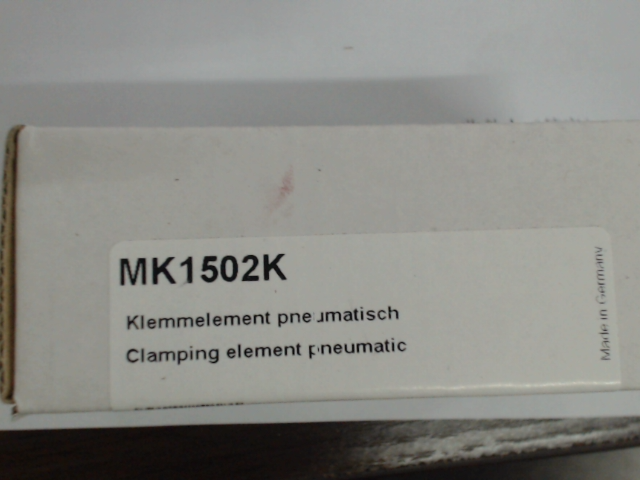 MK1502K
Klemmelement pneumatisch
Clamping element pneumatic
Made in Germany